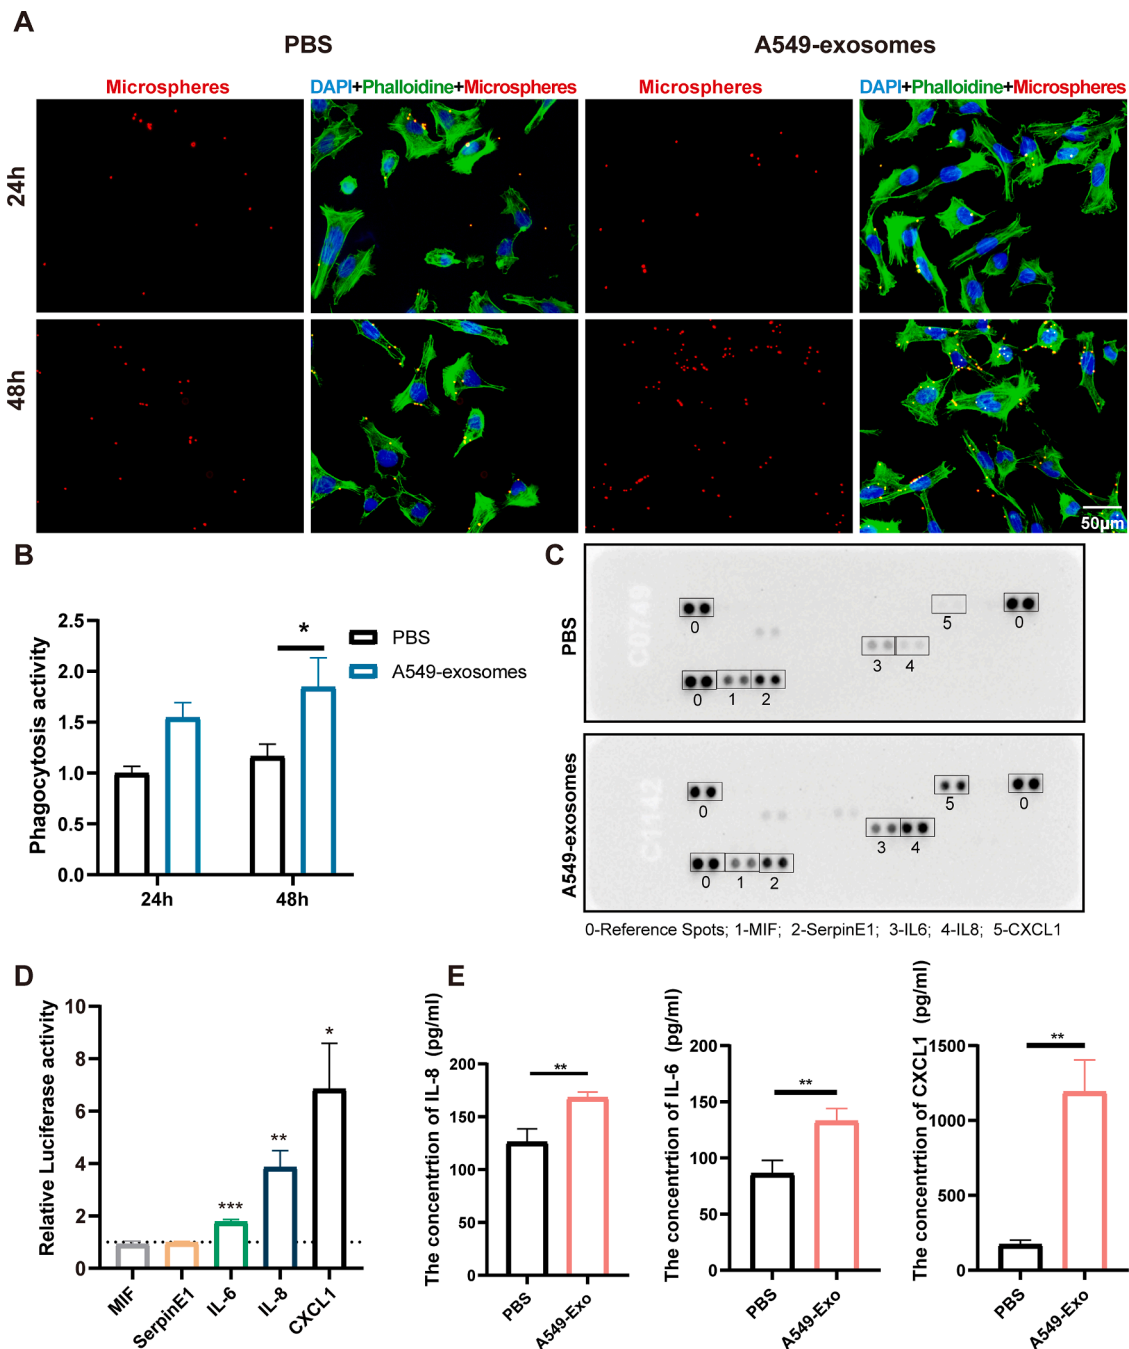 A
PBS
A549-exosomes
Microspheres
DAPI+Phalloidine+Microspheres
Microspheres
DAPI+Phalloidine+Microspheres
24h
48h
50μm
B
Phagocytosis activity
2.5
2.0
1.5
1.0
0.5
0.0
*
PBS
A549-exosomes
24h
48h
C
PBS
C0749
0
5
0
3
4
0
1
2
A549-exosomes
C1142
0
5
0
3
4
0
1
2
0-Reference Spots; 1-MIF; 2-SerpinE1; 3-IL6; 4-IL8; 5-CXCL1
D
Relative Luciferase activity
10
8
6
4
2
0
***
**
*
MIF
SerpinE1
IL-6
IL-8
CXCL1
E
The concentrtion of IL-8 (pg/ml)
200
150
100
50
0
**
PBS
A549-Exo
The concentrtion of IL-6 (pg/ml)
200
150
100
50
0
**
PBS
A549-Exo
The concentrtion of CXCL1 (pg/ml)
1500
1000
500
0
**
PBS
A549-Exo